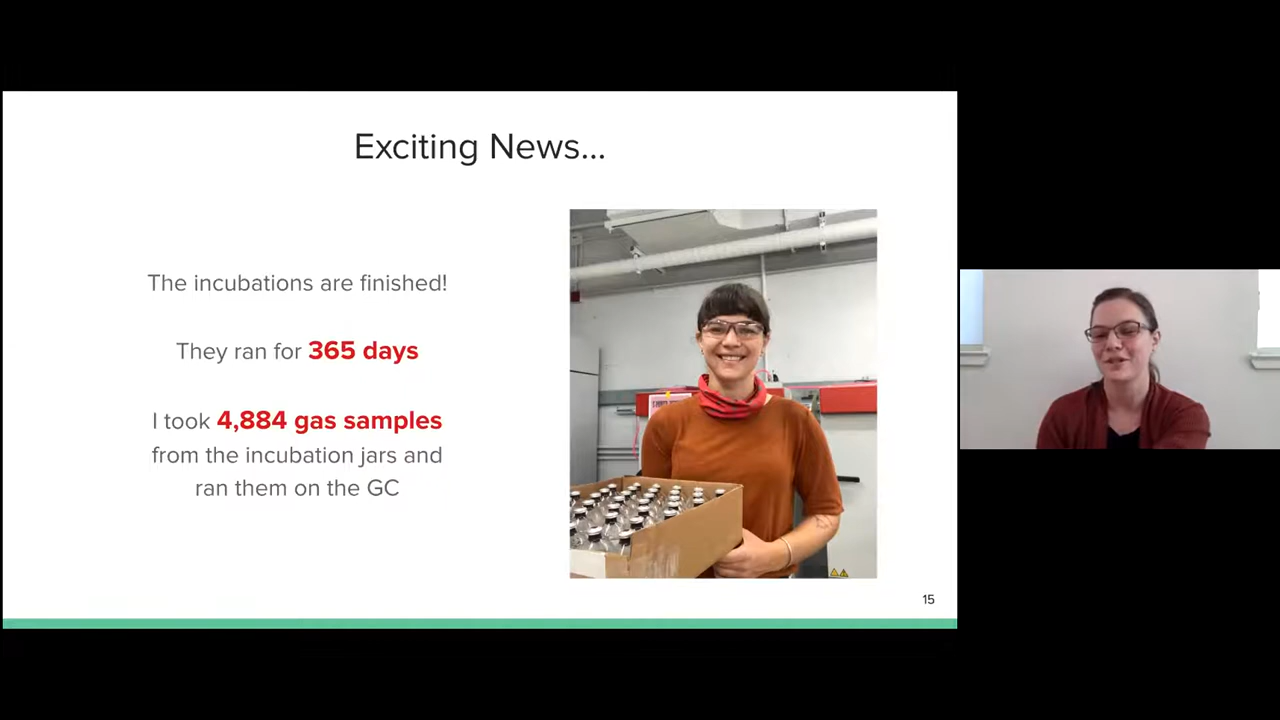 Exciting News...
The incubations are finished!
They ran for 365 days
I took 4,884 gas samples
from the incubation jars and
ran them on the GC
15